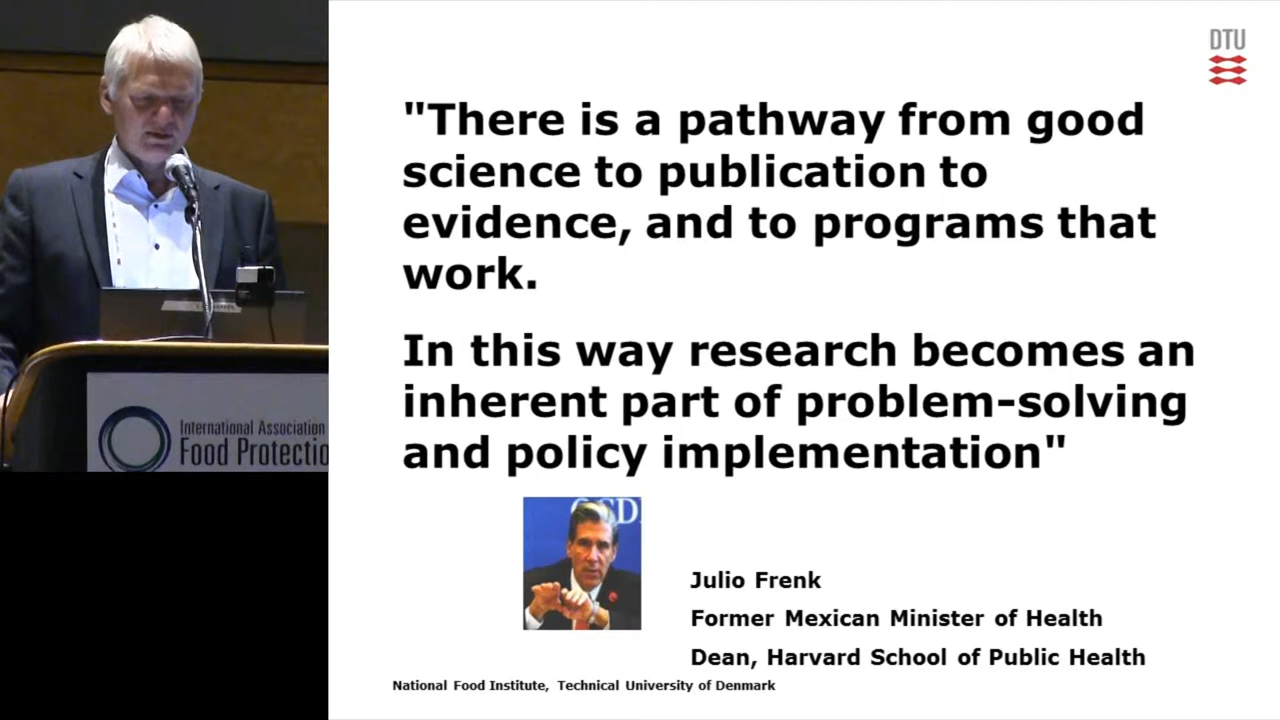 DTU
"There is a pathway from good
science to publication to
evidence, and to programs that
work.
In this way research becomes an
inherent part of problem-solving
and policy implementation"
Julio Frenk
Former Mexican Minister of Health
Dean, Harvard School of Public Health
National Food Institute, Technical University of Denmark
International Association
Food Protectio